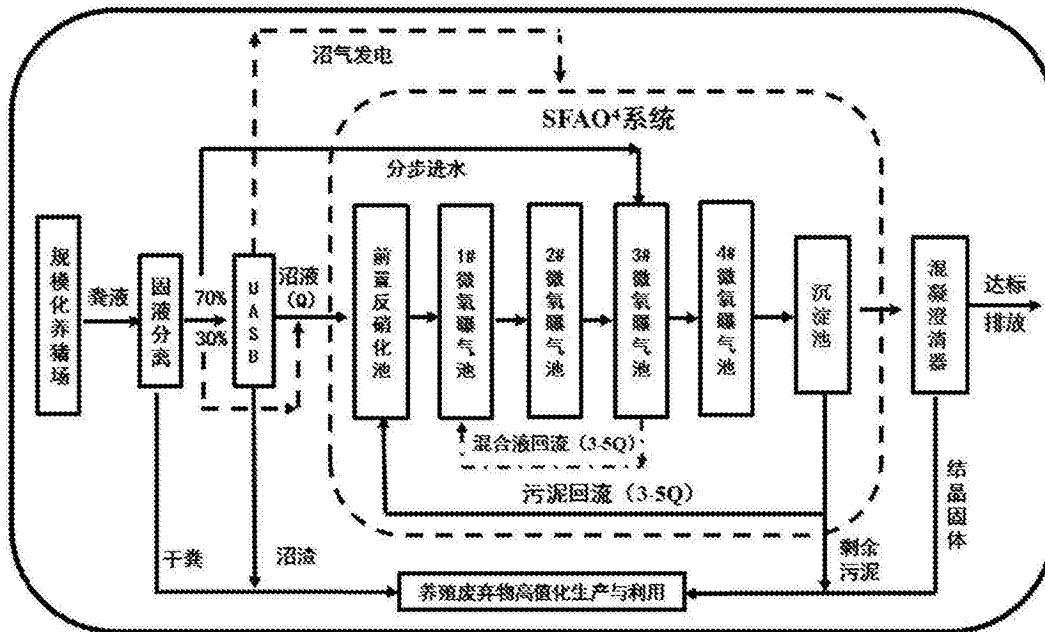 沼气发电
SFAO⁴系统
分步进水
规模化养猪场
粪液
固液分离
70%
30%
UASB
沼液
(Q)
前置反硝化池
1#微氧曝气池
2#微氧曝气池
3#微氧曝气池
4#微氧曝气池
沉淀池
混凝澄清器
达标
排放
混合液回流（3-5Q）
污泥回流（3-5Q）
干粪
沼渣
剩余
污泥
结晶固体
养殖废弃物高值化生产与利用